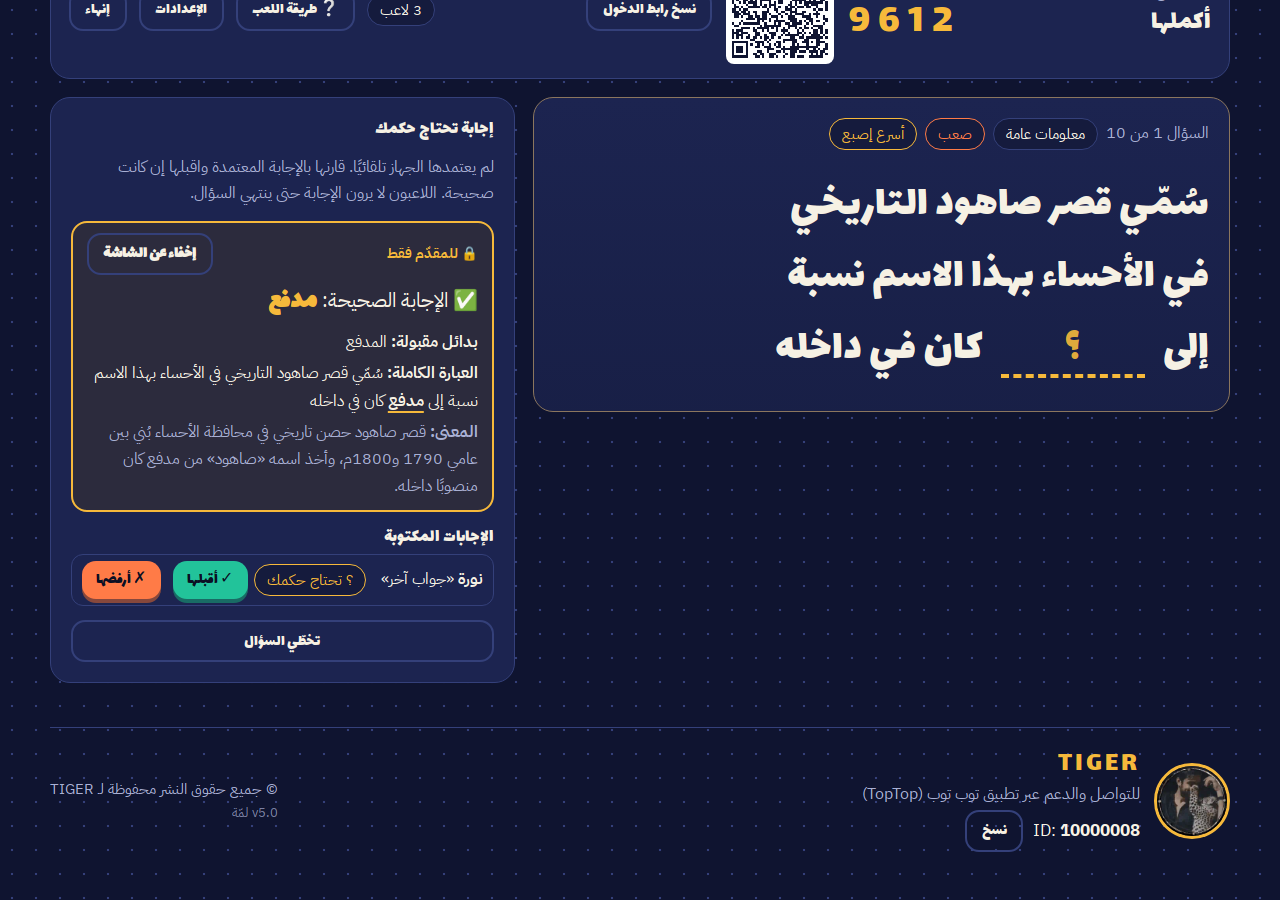 أكملها
9612
نسخ رابط الدخول
3 لاعب
❔ طريقة اللعب
الإعدادات
إنهاء
السؤال 1 من 10
معلومات عامة
صعب
أسرع إصبع
سُمّي قصر صاهود التاريخي
في الأحساء بهذا الاسم نسبة
إلى ؟ كان في داخله
إجابة تحتاج حكمك
لم يعتمدها الجهاز تلقائيًا. قارنها بالإجابة المعتمدة واقبلها إن كانت
صحيحة. اللاعبون لا يرون الإجابة حتى ينتهي السؤال.
🔒 للمقدّم فقط
إخفاء عن الشاشة
✅ الإجابة الصحيحة: مدفع
بدائل مقبولة: المدفع
العبارة الكاملة: سُمّي قصر صاهود التاريخي في الأحساء بهذا الاسم
نسبة إلى مدفع كان في داخله
المعنى: قصر صاهود حصن تاريخي في محافظة الأحساء بُني بين
عامي 1790 و1800م، وأخذ اسمه «صاهود» من مدفع كان
منصوبًا داخله.
الإجابات المكتوبة
نورة «جواب آخر»
؟ تحتاج حكمك
✓ أقبلها
✗ أرفضها
تخطّي السؤال
TIGER
للتواصل والدعم عبر تطبيق توب توب (TopTop)
ID: 10000008
نسخ
© جميع حقوق النشر محفوظة لـ TIGER
لمّة v5.0